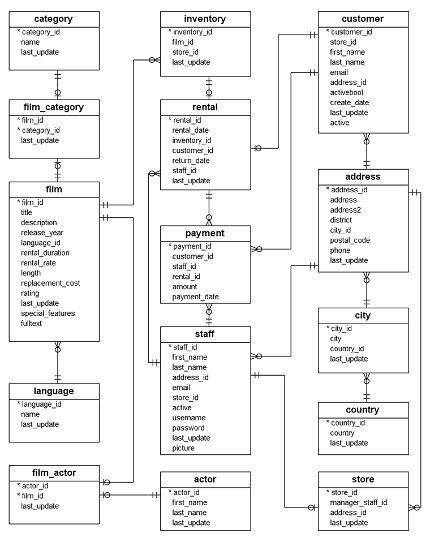 category
* category_id
name
last_update
film_category
* film_id
* category_id
last_update
film
* film_id
title
description
release_year
language_id
rental_duration
rental_rate
length
replacement_cost
rating
last_update
special_features
fulltext
language
* language_id
name
last_update
film_actor
* actor_id
* film_id
last_update
inventory
* inventory_id
film_id
store_id
last_update
rental
* rental_id
rental_date
inventory_id
customer_id
return_date
staff_id
last_update
payment
* payment_id
customer_id
staff_id
rental_id
amount
payment_date
staff
* staff_id
first_name
last_name
address_id
email
store_id
active
username
password
last_update
picture
actor
* actor_id
first_name
last_name
last_update
customer
* customer_id
store_id
first_name
last_name
email
address_id
activebool
create_date
last_update
active
address
* address_id
address
address2
district
city_id
postal_code
phone
last_update
city
* city_id
city
country_id
last_update
country
* country_id
country
last_update
store
* store_id
manager_staff_id
address_id
last_update